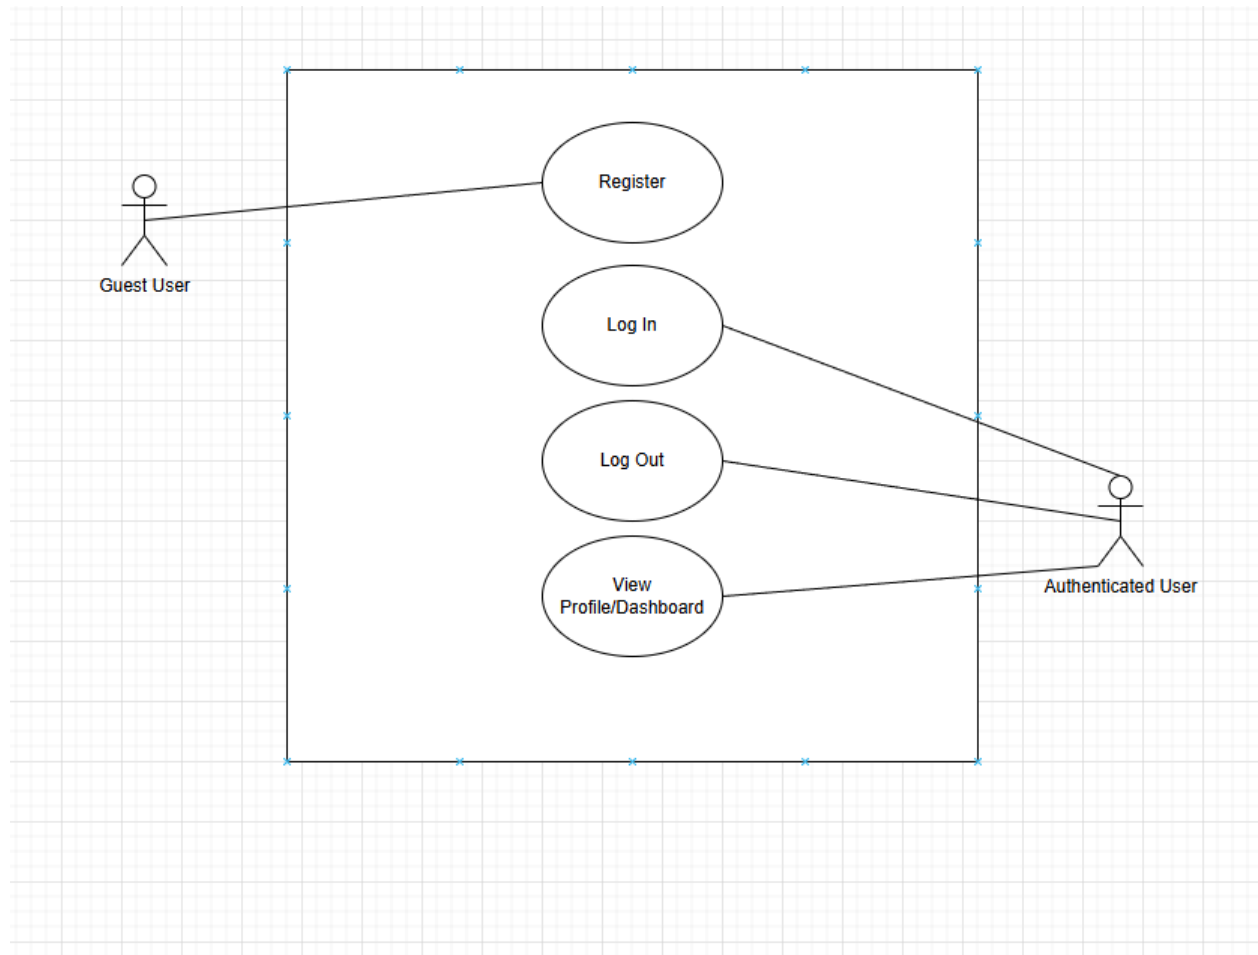 Register
Guest User
Log In
Log Out
View
Profile/Dashboard
Authenticated User